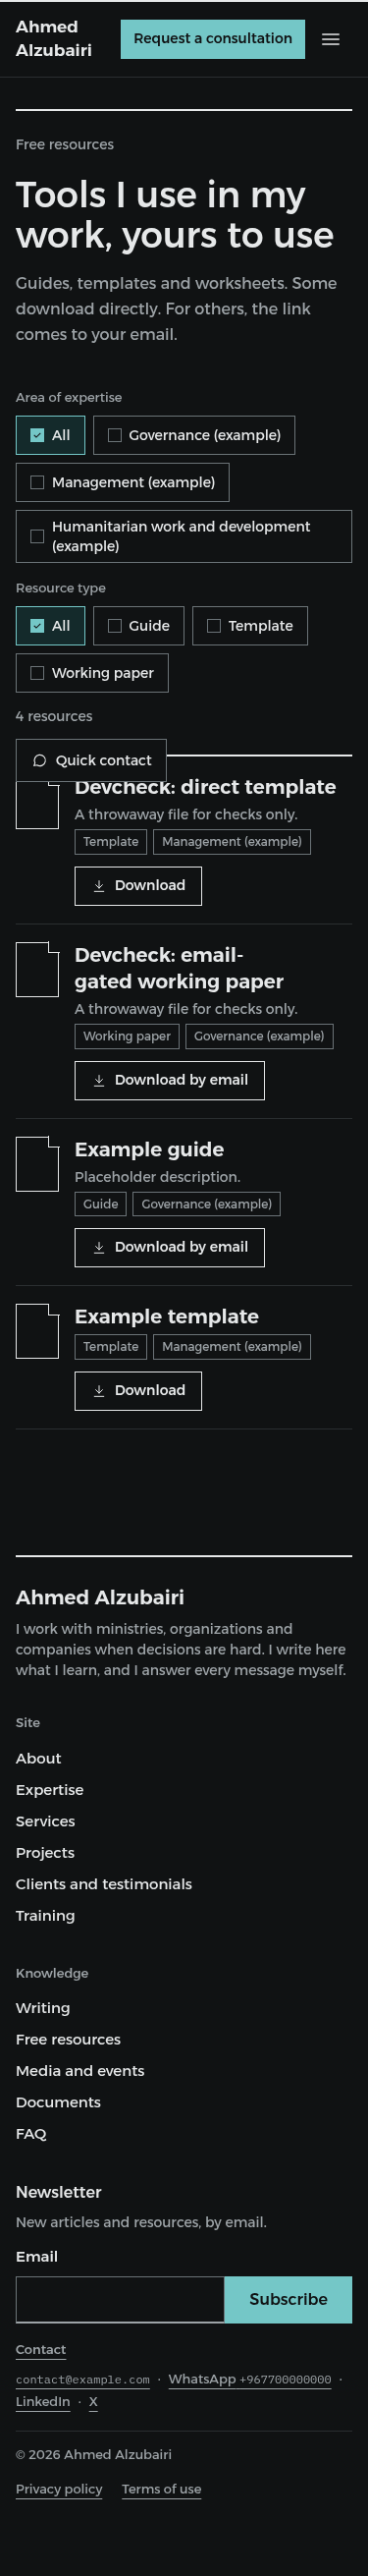 Ahmed
Alzubairi
Request a consultation
Free resources
Tools I use in my
work, yours to use
Guides, templates and worksheets. Some
download directly. For others, the link
comes to your email.
Area of expertise
All
Governance (example)
Management (example)
Humanitarian work and development
(example)
Resource type
All
Guide
Template
Working paper
4 resources
Quick contact
Devcheck: direct template
A throwaway file for checks only.
Template
Management (example)
Download
Devcheck: email-
gated working paper
A throwaway file for checks only.
Working paper
Governance (example)
Download by email
Example guide
Placeholder description.
Guide
Governance (example)
Download by email
Example template
Template
Management (example)
Download
Ahmed Alzubairi
I work with ministries, organizations and
companies when decisions are hard. I write here
what I learn, and I answer every message myself.
Site
About
Expertise
Services
Projects
Clients and testimonials
Training
Knowledge
Writing
Free resources
Media and events
Documents
FAQ
Newsletter
New articles and resources, by email.
Email
Subscribe
Contact
contact@example.com · WhatsApp +967700000000 ·
LinkedIn · X
© 2026 Ahmed Alzubairi
Privacy policy
Terms of use